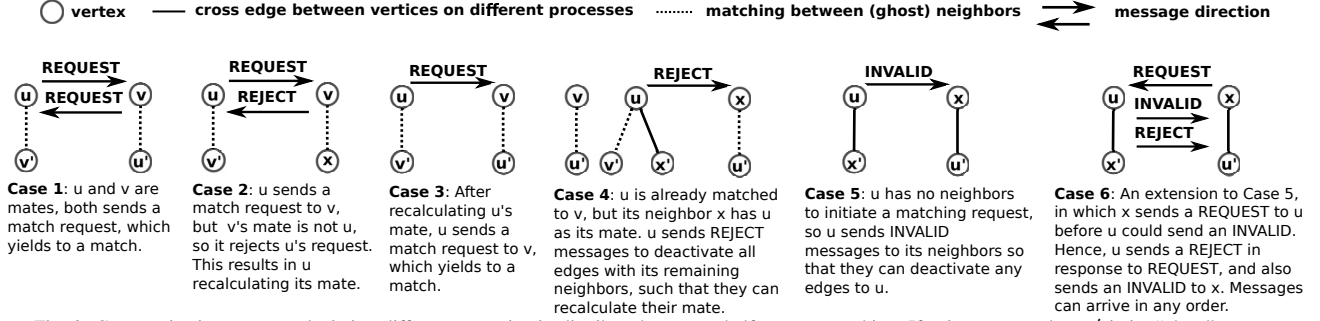 vertex cross edge between vertices on different processes matching between (ghost) neighbors message direction
REQUEST
REQUEST
u
v
v'
u'
Case 1: u and v are
mates, both sends a
match request, which
yields to a match.
REQUEST
REJECT
u
v
v'
x
Case 2: u sends a
match request to v,
but v's mate is not u,
so it rejects u's request.
This results in u
recalculating its mate.
REQUEST
u
v
v'
u'
Case 3: After
recalculating u's
mate, u sends a
match request to v,
which yields to a
match.
REJECT
v
u
x
u'
v'
x'
u'
Case 4: u is already matched
to v, but its neighbor x has u
as its mate. u sends REJECT
messages to deactivate all
edges with its remaining
neighbors, such that they can
recalculate their mate.
INVALID
u
x
x'
u'
Case 5: u has no neighbors
to initiate a matching request,
so u sends INVALID
messages to its neighbors so
that they can deactivate any
edges to u.
REQUEST
INVALID
REJECT
u
x
x'
u'
Case 6: An extension to Case 5,
in which x sends a REQUEST to u
before u could send an INVALID.
Hence, u sends a REJECT in
response to REQUEST, and also
sends an INVALID to x. Messages
can arrive in any order.